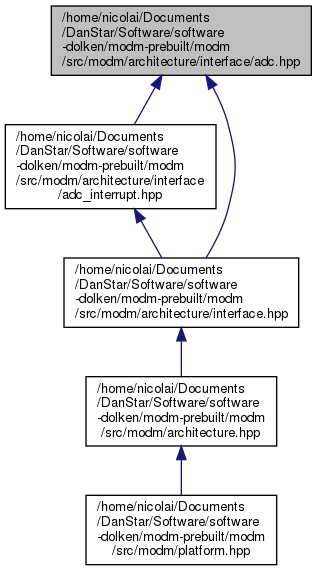 /home/nicolai/Documents
/DanStar/Software/software
-dolken/modm-prebuilt/modm
/src/modm/architecture/interface/adc.hpp
/home/nicolai/Documents
/DanStar/Software/software
-dolken/modm-prebuilt/modm
/src/modm/architecture/interface
/adc_interrupt.hpp
/home/nicolai/Documents
/DanStar/Software/software
-dolken/modm-prebuilt/modm
/src/modm/architecture/interface.hpp
/home/nicolai/Documents
/DanStar/Software/software
-dolken/modm-prebuilt/modm
/src/modm/architecture.hpp
/home/nicolai/Documents
/DanStar/Software/software
-dolken/modm-prebuilt/modm
/src/modm/platform.hpp